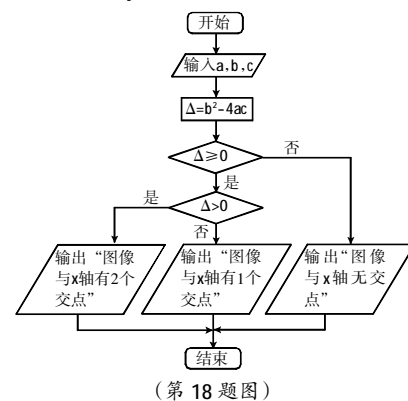 开始
输入a,b,c
Δ=b²-4ac
Δ≥0
否
是
Δ>0
是
否
输出“图像
与x轴有2个
交点”
输出“图像
与x轴有1个
交点”
输出“图像
与x轴无交
点”
结束
(第18题图)